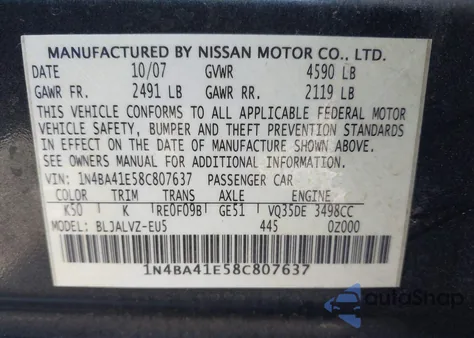 MANUFACTURED BY NISSAN MOTOR CO., LTD.
DATE 10/07 GVWR 4590 LB
GAWR FR. 2491 LB GAWR RR. 2119 LB
THIS VEHICLE CONFORMS TO ALL APPLICABLE FEDERAL MOTOR
VEHICLE SAFETY, BUMPER AND THEFT PREVENTION STANDARDS
IN EFFECT ON THE DATE OF MANUFACTURE SHOWN ABOVE.
SEE OWNERS MANUAL FOR ADDITIONAL INFORMATION.
VIN: 1N4BA41E58C807637 PASSENGER CAR
COLOR TRIM TRANS AXLE ENGINE
K50 K RE0F09B GE51 VQ35DE 3498CC
MODEL: BLJALVZ-EU5 445 0Z000
1N4BA41E58C807637
autoShop